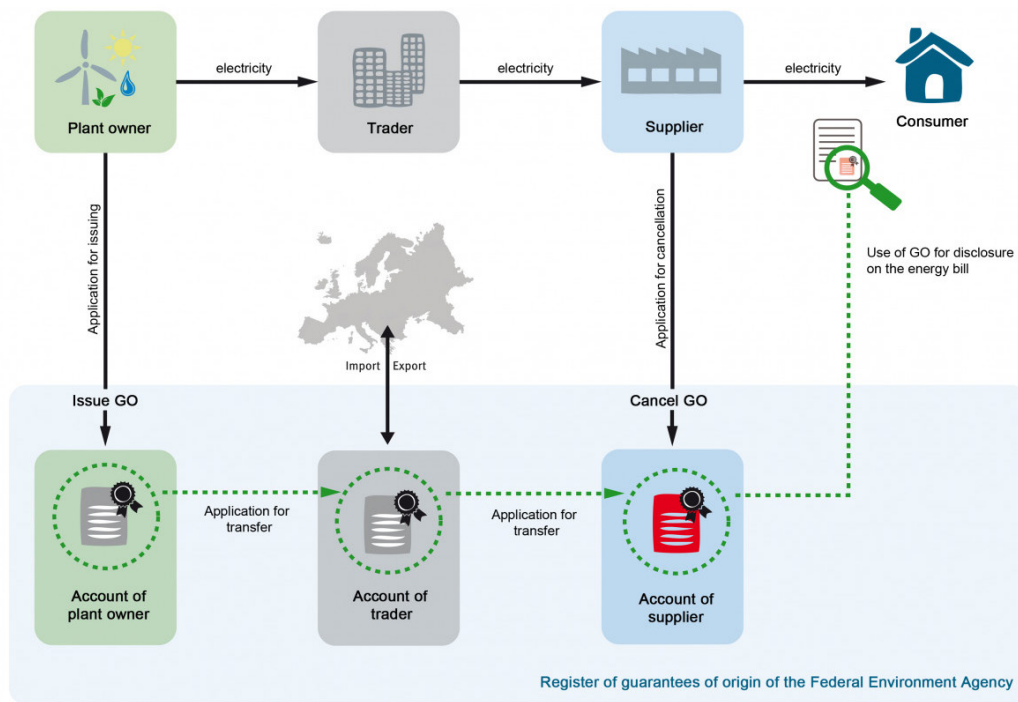 electricity
electricity
electricity
Plant owner
Trader
Supplier
Consumer
Application for issuing
Application for cancellation
Use of GO for disclosure
on the energy bill
Import
Export
Issue GO
Cancel GO
Application for
transfer
Application for
transfer
Account of
plant owner
Account of
trader
Account of
supplier
Register of guarantees of origin of the Federal Environment Agency